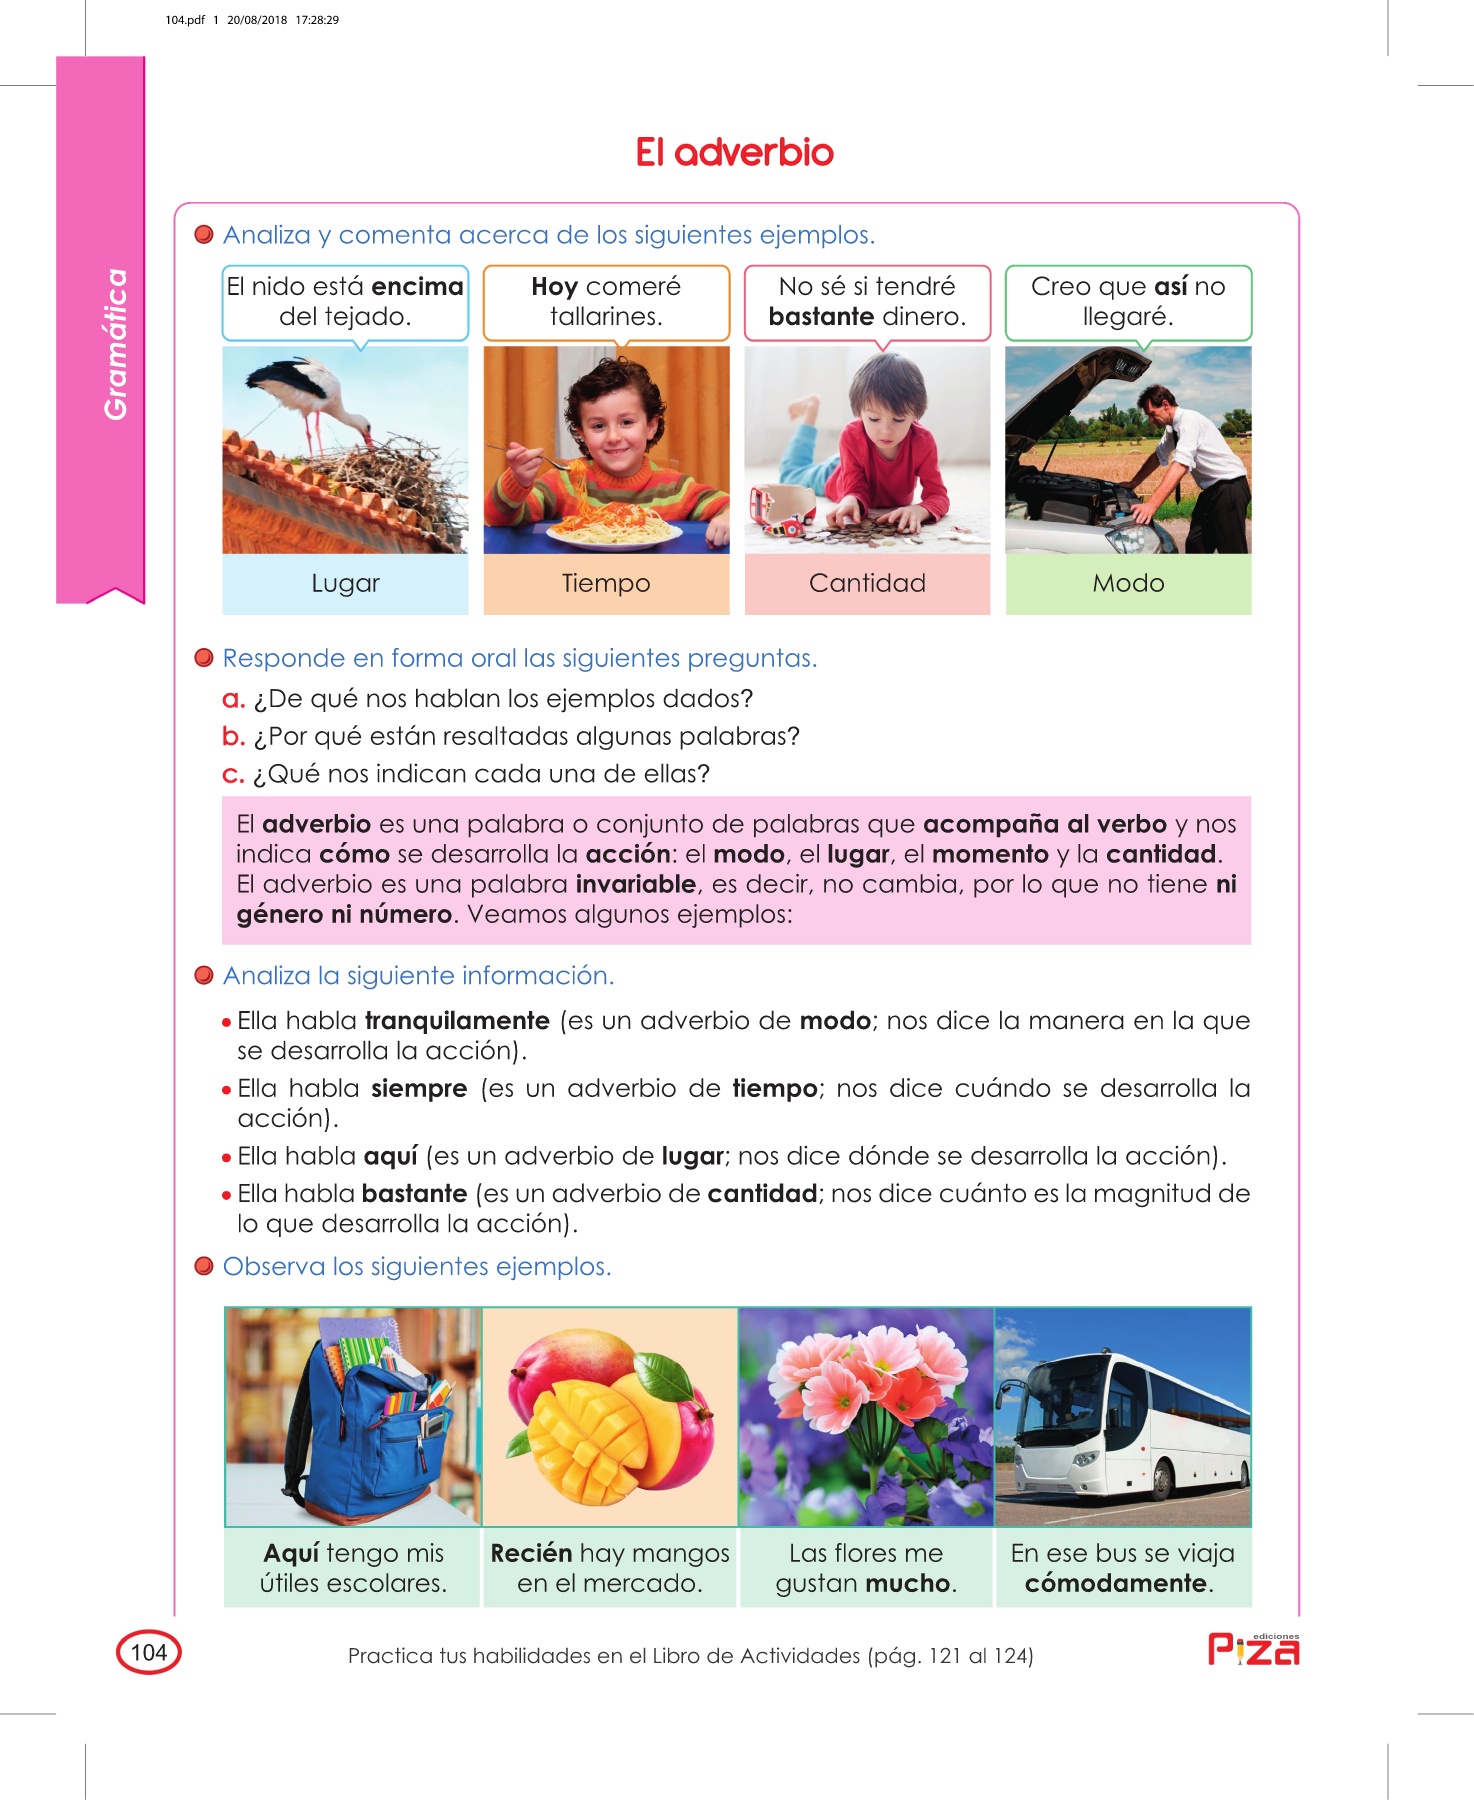 104.pdf 1 20/08/2018 17:28:29
Gramática
El adverbio
Analiza y comenta acerca de los siguientes ejemplos.
El nido está encima
del tejado.
Hoy comeré
tallarines.
No sé si tendré
bastante dinero.
Creo que así no
llegaré.
Lugar
Tiempo
Cantidad
Modo
Responde en forma oral las siguientes preguntas.
a. ¿De qué nos hablan los ejemplos dados?
b. ¿Por qué están resaltadas algunas palabras?
c. ¿Qué nos indican cada una de ellas?
El adverbio es una palabra o conjunto de palabras que acompaña al verbo y nos
indica cómo se desarrolla la acción: el modo, el lugar, el momento y la cantidad.
El adverbio es una palabra invariable, es decir, no cambia, por lo que no tiene ni
género ni número. Veamos algunos ejemplos:
Analiza la siguiente información.
• Ella habla tranquilamente (es un adverbio de modo; nos dice la manera en la que
se desarrolla la acción).
• Ella habla siempre (es un adverbio de tiempo; nos dice cuándo se desarrolla la
acción).
• Ella habla aquí (es un adverbio de lugar; nos dice dónde se desarrolla la acción).
• Ella habla bastante (es un adverbio de cantidad; nos dice cuánto es la magnitud de
lo que desarrolla la acción).
Observa los siguientes ejemplos.
Aquí tengo mis
útiles escolares.
Recién hay mangos
en el mercado.
Las flores me
gustan mucho.
En ese bus se viaja
cómodamente.
104
Practica tus habilidades en el Libro de Actividades (pág. 121 al 124)
ediciones
Piza